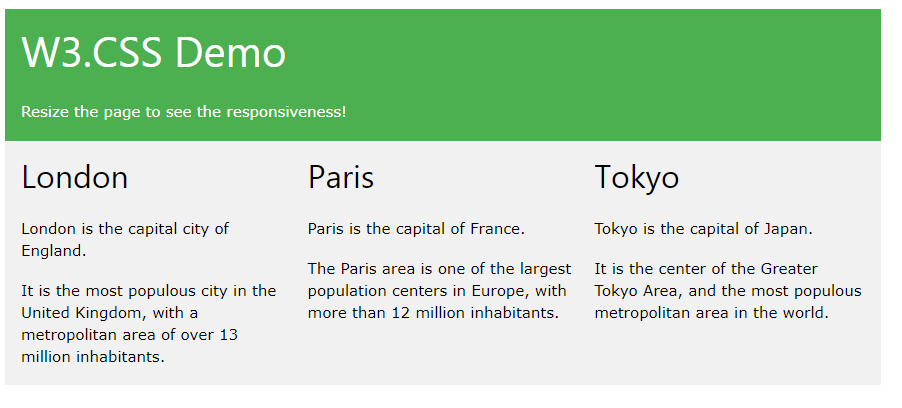 W3.CSS Demo
Resize the page to see the responsiveness!
London
London is the capital city of
England.
It is the most populous city in the
United Kingdom, with a
metropolitan area of over 13
million inhabitants.
Paris
Paris is the capital of France.
The Paris area is one of the largest
population centers in Europe, with
more than 12 million inhabitants.
Tokyo
Tokyo is the capital of Japan.
It is the center of the Greater
Tokyo Area, and the most populous
metropolitan area in the world.